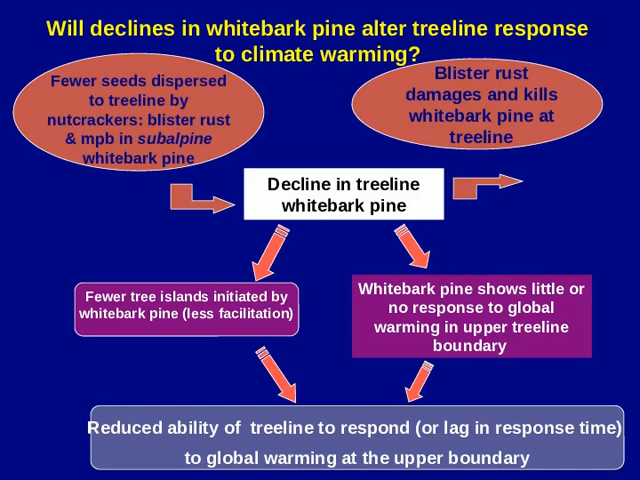 Will declines in whitebark pine alter treeline response
to climate warming?
Fewer seeds dispersed
to treeline by
nutcrackers: blister rust
& mpb in subalpine
whitebark pine
Blister rust
damages and kills
whitebark pine at
treeline
Decline in treeline
whitebark pine
Fewer tree islands initiated by
whitebark pine (less facilitation)
Whitebark pine shows little or
no response to global
warming in upper treeline
boundary
Reduced ability of  treeline to respond (or lag in response time)
to global warming at the upper boundary